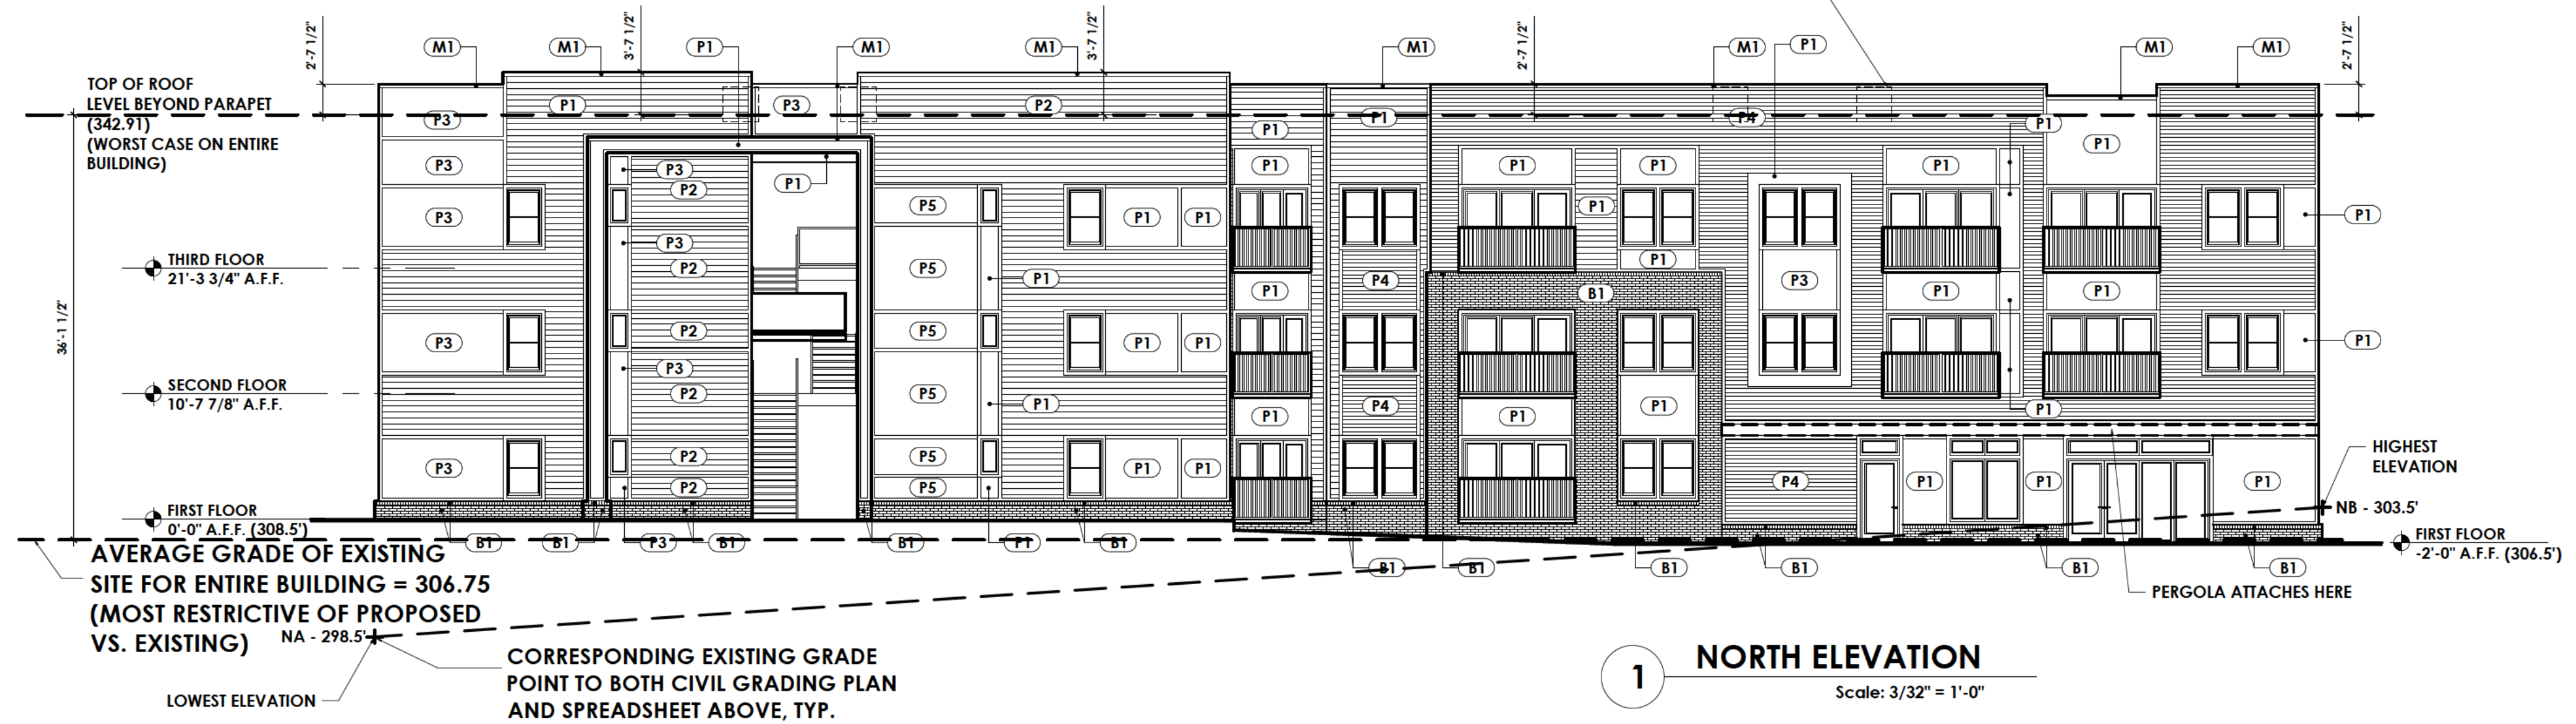 2'-7 1/2"
3'-7 1/2"
3'-7 1/2"
2'-7 1/2"
2'-7 1/2"
M1
M1
P1
M1
M1
M1
M1
P1
M1
M1
TOP OF ROOF
LEVEL BEYOND PARAPET
(342.91)
(WORST CASE ON ENTIRE
BUILDING)
P3
P1
P3
P2
P1
P1
P4
P1
P1
P3
P3
P2
P1
P1
P1
P1
P1
P3
P5
P1
P1
P1
P1
P3
P2
P5
P1
P1
THIRD FLOOR
21'-3 3/4" A.F.F.
P1
P1
P4
B1
P3
P1
P1
36'-1 1/2"
P3
P2
P5
P1
P1
P1
P3
P2
P5
P1
P1
P4
P1
P1
P1
SECOND FLOOR
10'-7 7/8" A.F.F.
P3
P2
P2
P5
P5
P1
P1
P4
P1
P1
P1
HIGHEST
ELEVATION
NB - 303.5'
FIRST FLOOR
0'-0" A.F.F. (308.5')
B1
B1
P3
B1
B1
P1
B1
B1
B1
B1
B1
B1
B1
FIRST FLOOR
-2'-0" A.F.F. (306.5')
PERGOLA ATTACHES HERE
AVERAGE GRADE OF EXISTING
SITE FOR ENTIRE BUILDING = 306.75
(MOST RESTRICTIVE OF PROPOSED
VS. EXISTING)
NA - 298.5'
LOWEST ELEVATION
CORRESPONDING EXISTING GRADE
POINT TO BOTH CIVIL GRADING PLAN
AND SPREADSHEET ABOVE, TYP.
1
NORTH ELEVATION
Scale: 3/32" = 1'-0"